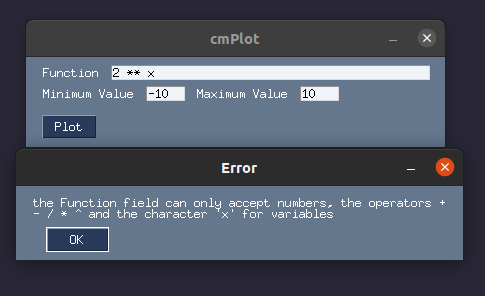 cmPlot
Function 2 ** x
Minimum Value -10 Maximum Value 10
Plot
Error
the Function field can only accept numbers, the operators +
- / * ^ and the character 'x' for variables
OK